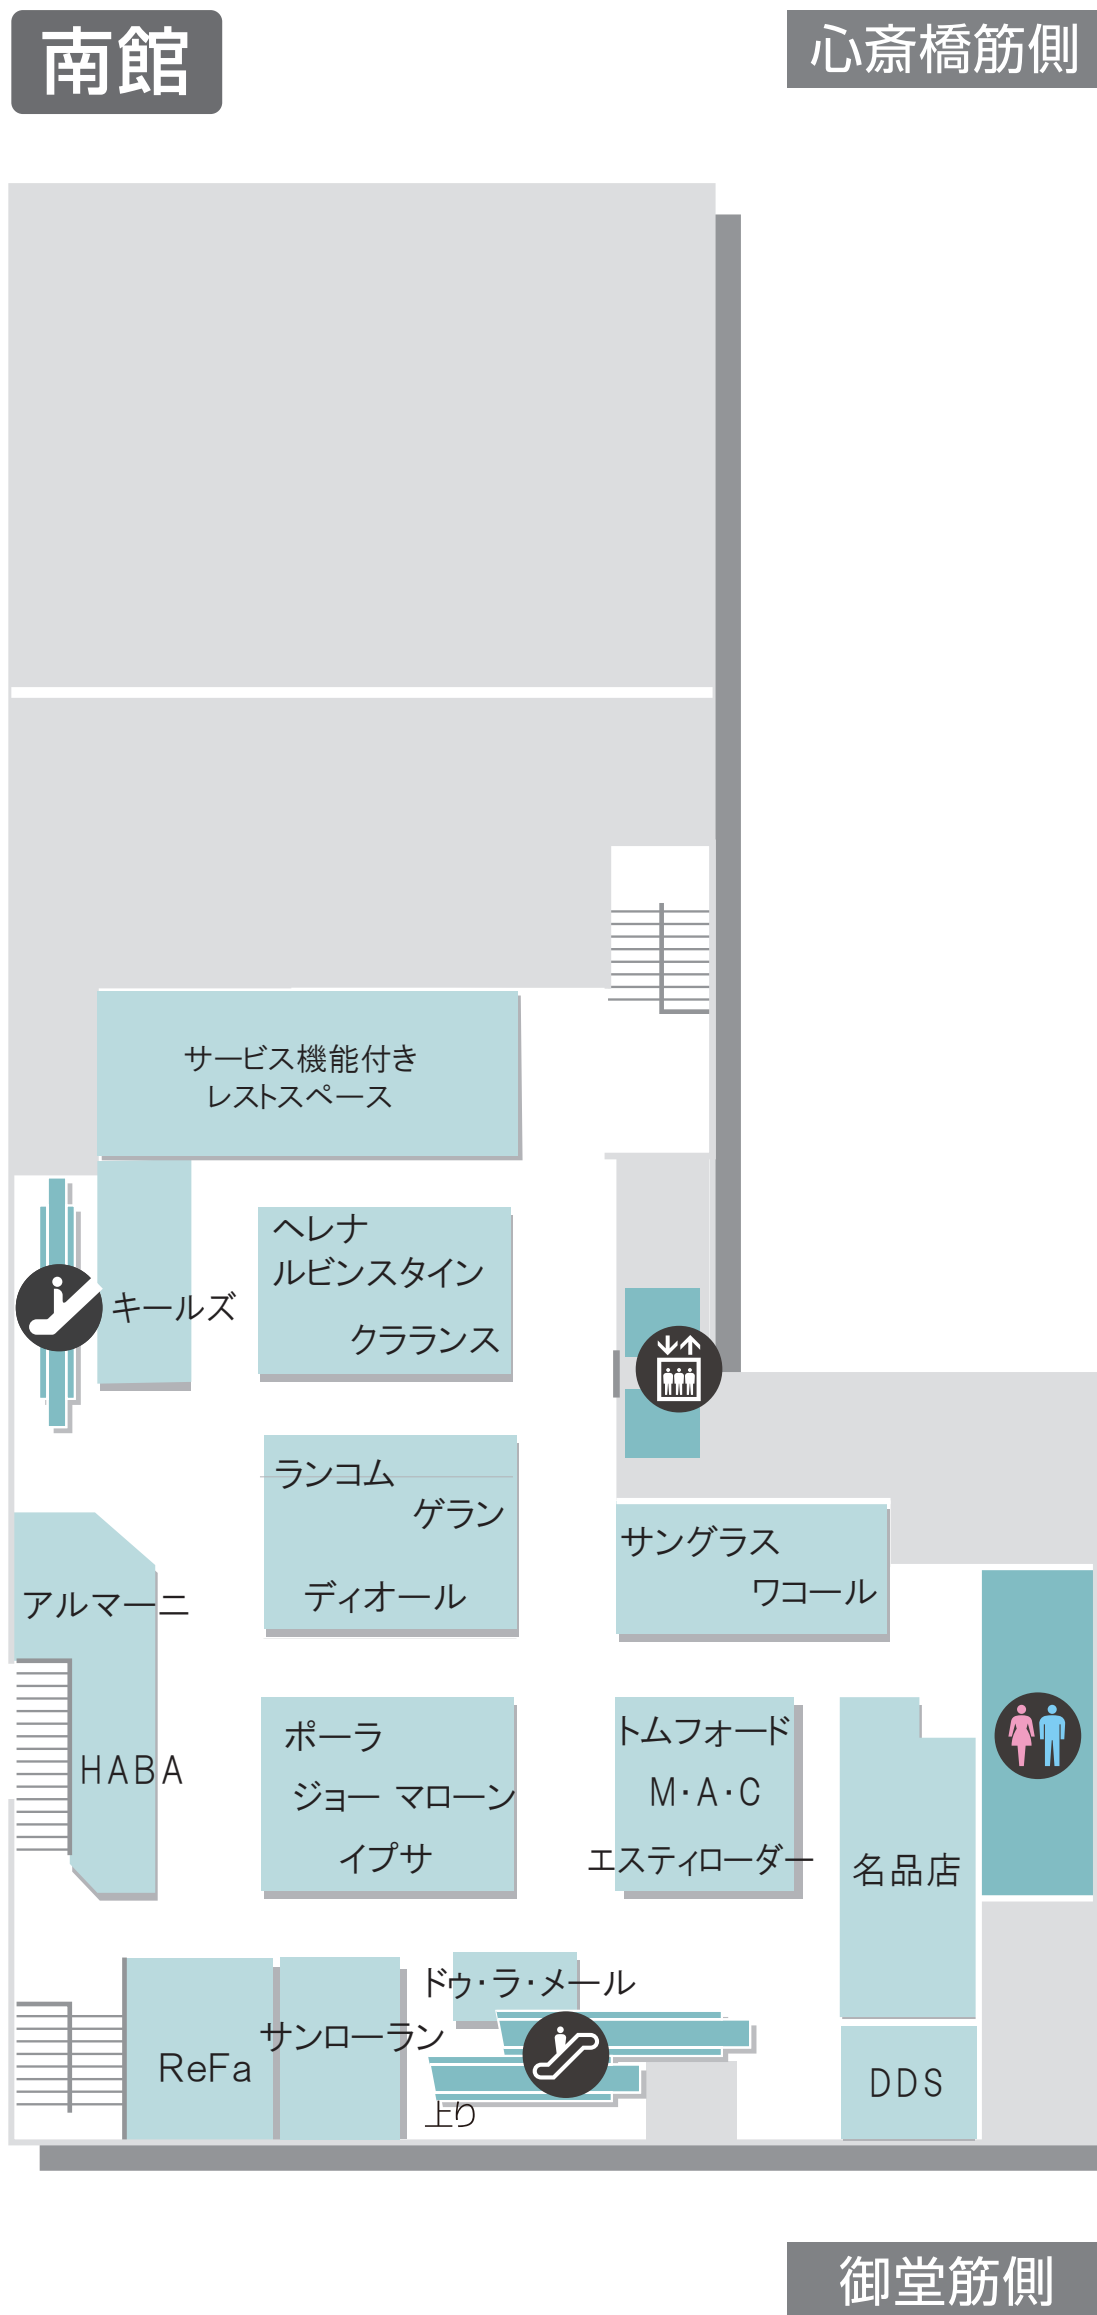 南館
心斎橋筋側
サービス機能付き
レストスペース
ヘレナ
ルビンスタイン
キールズ
クラランス
ランコム
ゲラン
サングラス
ディオール
ワコール
アルマーニ
ポーラ
トムフォード
HABA
ジョー マローン
M・A・C
イプサ
エスティローダー
名品店
ドゥ・ラ・メール
サンローラン
ReFa
DDS
上り
御堂筋側